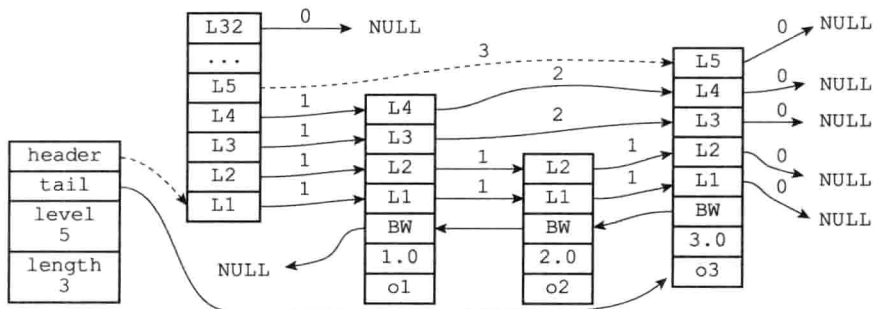 header
tail
level
5
length
3
L32
...
L5
L4
L3
L2
L1
0
NULL
3
1
1
1
1
L4
L3
L2
L1
BW
1.0
o1
NULL
2
2
1
1
L2
L1
BW
2.0
o2
1
1
L5
L4
L3
L2
L1
BW
3.0
o3
0
NULL
0
NULL
0
NULL
0
NULL
0
NULL